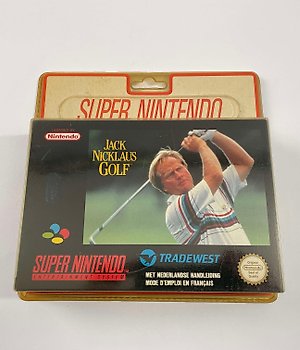 SUPER NINTENDO
Nintendo
JACK
NICKLAUS
GOLF
SUPER NINTENDO
ENTERTAINMENT SYSTEM
TRADEWEST
MET NEDERLANDSE HANDLEIDING
MODE D'EMPLOI EN FRANÇAIS